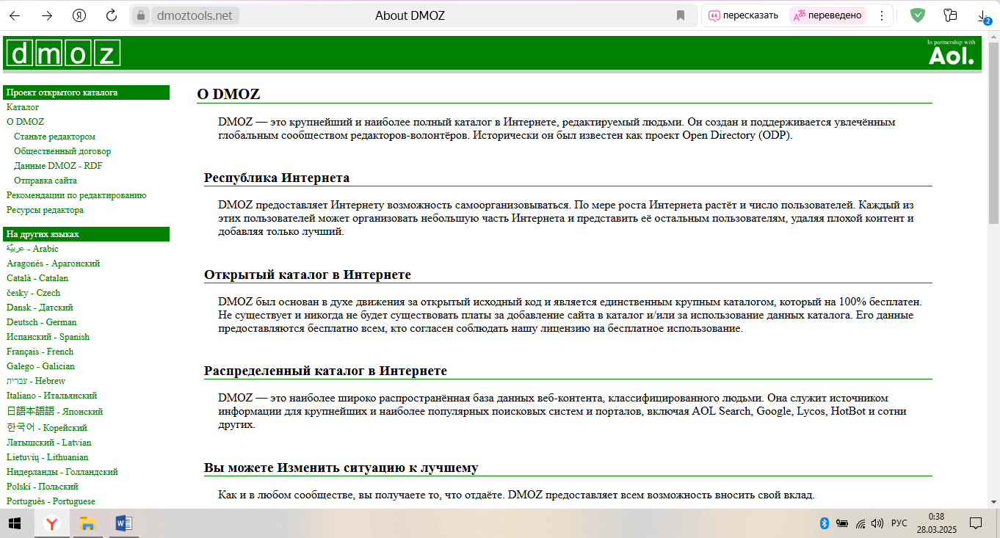 dmoztools.net
About DMOZ
пересказать
переведено
2
dmoz
In partnership with
Aol.
Проект открытого каталога
Каталог
О DMOZ
Станьте редактором
Общественный договор
Данные DMOZ - RDF
Отправка сайта
Рекомендации по редактированию
Ресурсы редактора
На других языках
عربيّة - Arabic
Aragonés - Арагонский
Català - Catalan
česky - Czech
Dansk - Датский
Deutsch - German
Испанский - Spanish
Français - French
Galego - Galician
עברית - Hebrew
Italiano - Итальянский
日語本語語 - Японский
한국어 - Корейский
Латышский - Latvian
Lietuvių - Lithuanian
Нидерланды - Голландский
Polski - Польский
Português - Portuguese
О DMOZ
DMOZ — это крупнейший и наиболее полный каталог в Интернете, редактируемый людьми. Он создан и поддерживается увлечённым
глобальным сообществом редакторов-волонтёров. Исторически он был известен как проект Open Directory (ODP).
Республика Интернета
DMOZ предоставляет Интернету возможность самоорганизовываться. По мере роста Интернета растёт и число пользователей. Каждый из
этих пользователей может организовать небольшую часть Интернета и представить её остальным пользователям, удаляя плохой контент и
добавляя только лучший.
Открытый каталог в Интернете
DMOZ был основан в духе движения за открытый исходный код и является единственным крупным каталогом, который на 100% бесплатен.
Не существует и никогда не будет существовать платы за добавление сайта в каталог и/или за использование данных каталога. Его данные
предоставляются бесплатно всем, кто согласен соблюдать нашу лицензию на бесплатное использование.
Распределенный каталог в Интернете
DMOZ — это наиболее широко распространённая база данных веб-контента, классифицированного людьми. Она служит источником
информации для крупнейших и наиболее популярных поисковых систем и порталов, включая AOL Search, Google, Lycos, HotBot и сотни
других.
Вы можете Изменить ситуацию к лучшему
Как и в любом сообществе, вы получаете то, что отдаёте. DMOZ предоставляет всем возможность вносить свой вклад.
РУС
0:38
28.03.2025